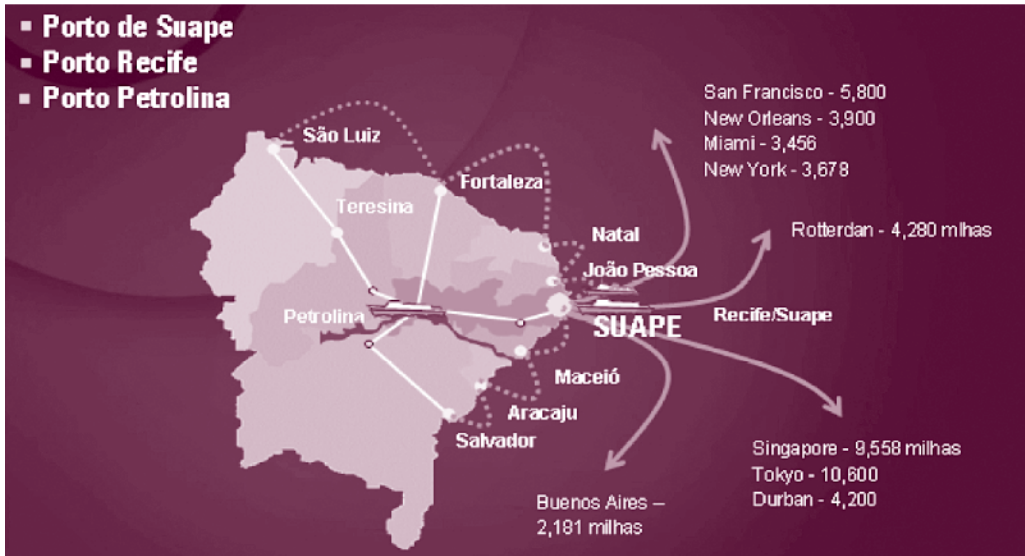 Porto de Suape
Porto Recife
Porto Petrolina
San Francisco - 5,800
New Orleans - 3,900
Miami - 3,456
New York - 3,678
São Luiz
Fortaleza
Teresina
Natal
Rotterdan - 4,280 mlhas
João Pessoa
Petrolina
SUAPE
Recife/Suape
Maceió
Aracaju
Salvador
Singapore - 9,558 milhas
Tokyo - 10,600
Durban - 4,200
Buenos Aires –
2,181 milhas